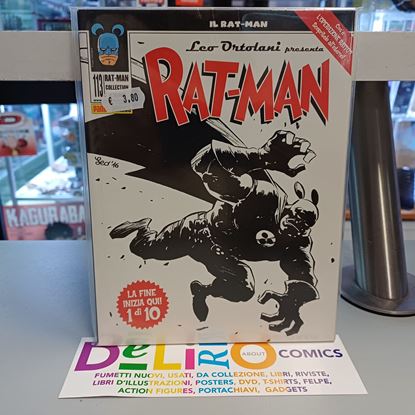 IL RAT-MAN
Leo Ortolani presenta
RAT-MAN
113
RAT-MAN
COLLECTION
€ 3,80
Leo '16
LA FINE
INIZIA QUI!
1 di 10
KAGURABA
DELIRIO ABOUT COMICS
FUMETTI NUOVI, USATI, DA COLLEZIONE, LIBRI, RIVISTE,
LIBRI D'ILLUSTRAZIONI, POSTERS, DVD, T-SHIRTS, FELPE,
ACTION FIGURES, PORTACHIAVI, GADGETS